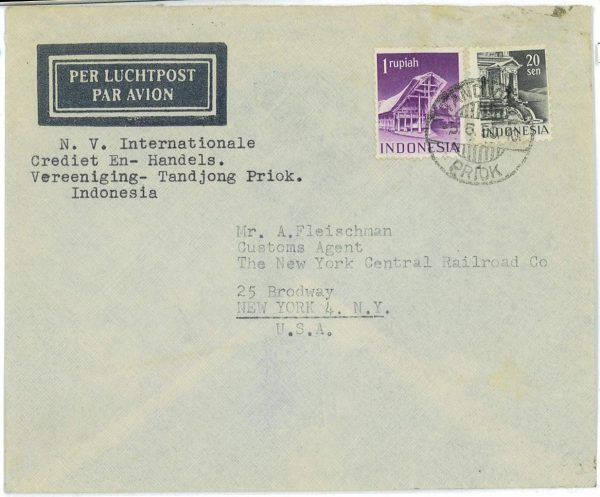 PER LUCHTPOST
PAR AVION
1 rupiah
INDONESIA
20
sen
INDONESIA
PRIOK
N. V. Internationale
Crediet En- Handels.
Vereeniging- Tandjong Priok.
Indonesia
Mr. A.Fleischman
Customs Agent
The New York Central Railroad Co
25 Brodway
NEW YORK 4. N.Y.
U.S.A.